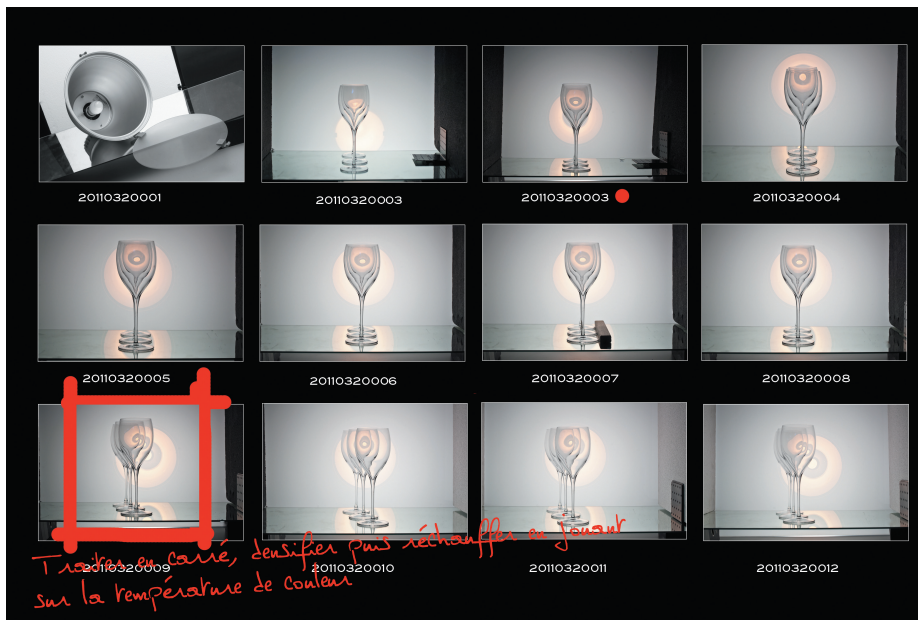 20110320001 20110320003 20110320003 20110320004
20110320005 20110320006 20110320007 20110320008
20110320009 20110320010 20110320011 20110320012
Traiter en carré, densifier puis réchauffer en jouant
sur la température de couleur